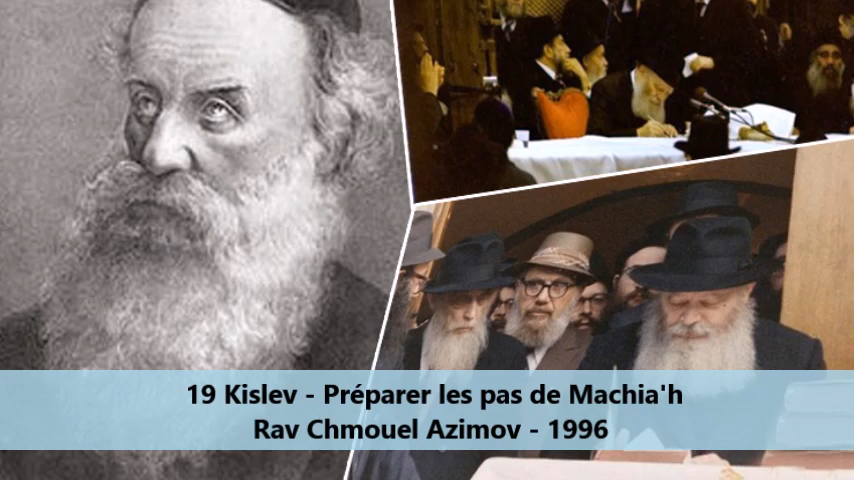 19 Kislev - Préparer les pas de Machia'h
Rav Chmouel Azimov - 1996